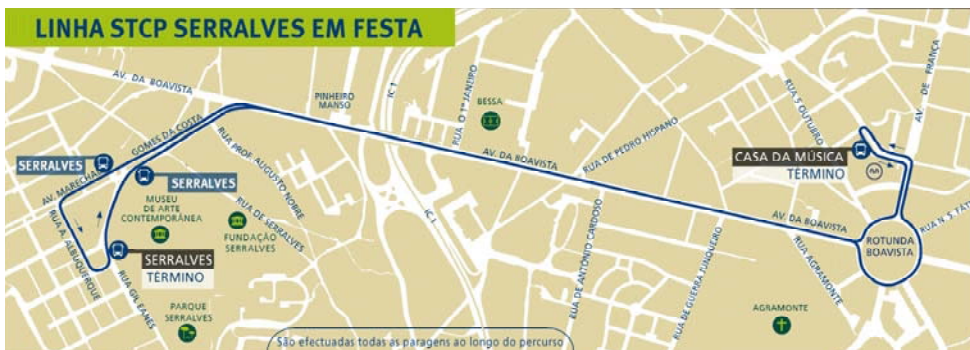 LINHA STCP SERRALVES EM FESTA
AV. DA BOAVISTA
PINHEIRO
MANSO
IC 1
RUA O 1º JANEIRO
BESSA
RUA 5 OUTUBRO
AV. DE FRANÇA
GOMES DA COSTA
RUA PROF. AUGUSTO NOBRE
AV. DA BOAVISTA
RUA DE PEDRO HISPANO
CASA DA MÚSICA
TÉRMINO
SERRALVES
AV. MARECHAL
SERRALVES
MUSEU
DE ARTE
CONTEMPORÂNEA
RUA DE SERRALVES
FUNDAÇÃO
SERRALVES
RUA A. ALBUQUERQUE
SERRALVES
TÉRMINO
RUA GIL EANES
PARQUE
SERRALVES
IC 1
RUA DE ANTÓNIO CARDOSO
RUA DE GUERRA JUNQUEIRO
AV. DA BOAVISTA
RUA AGRAMONTE
ROTUNDA
BOAVISTA
AGRAMONTE
São efectuadas todas as paragens ao longo do percurso